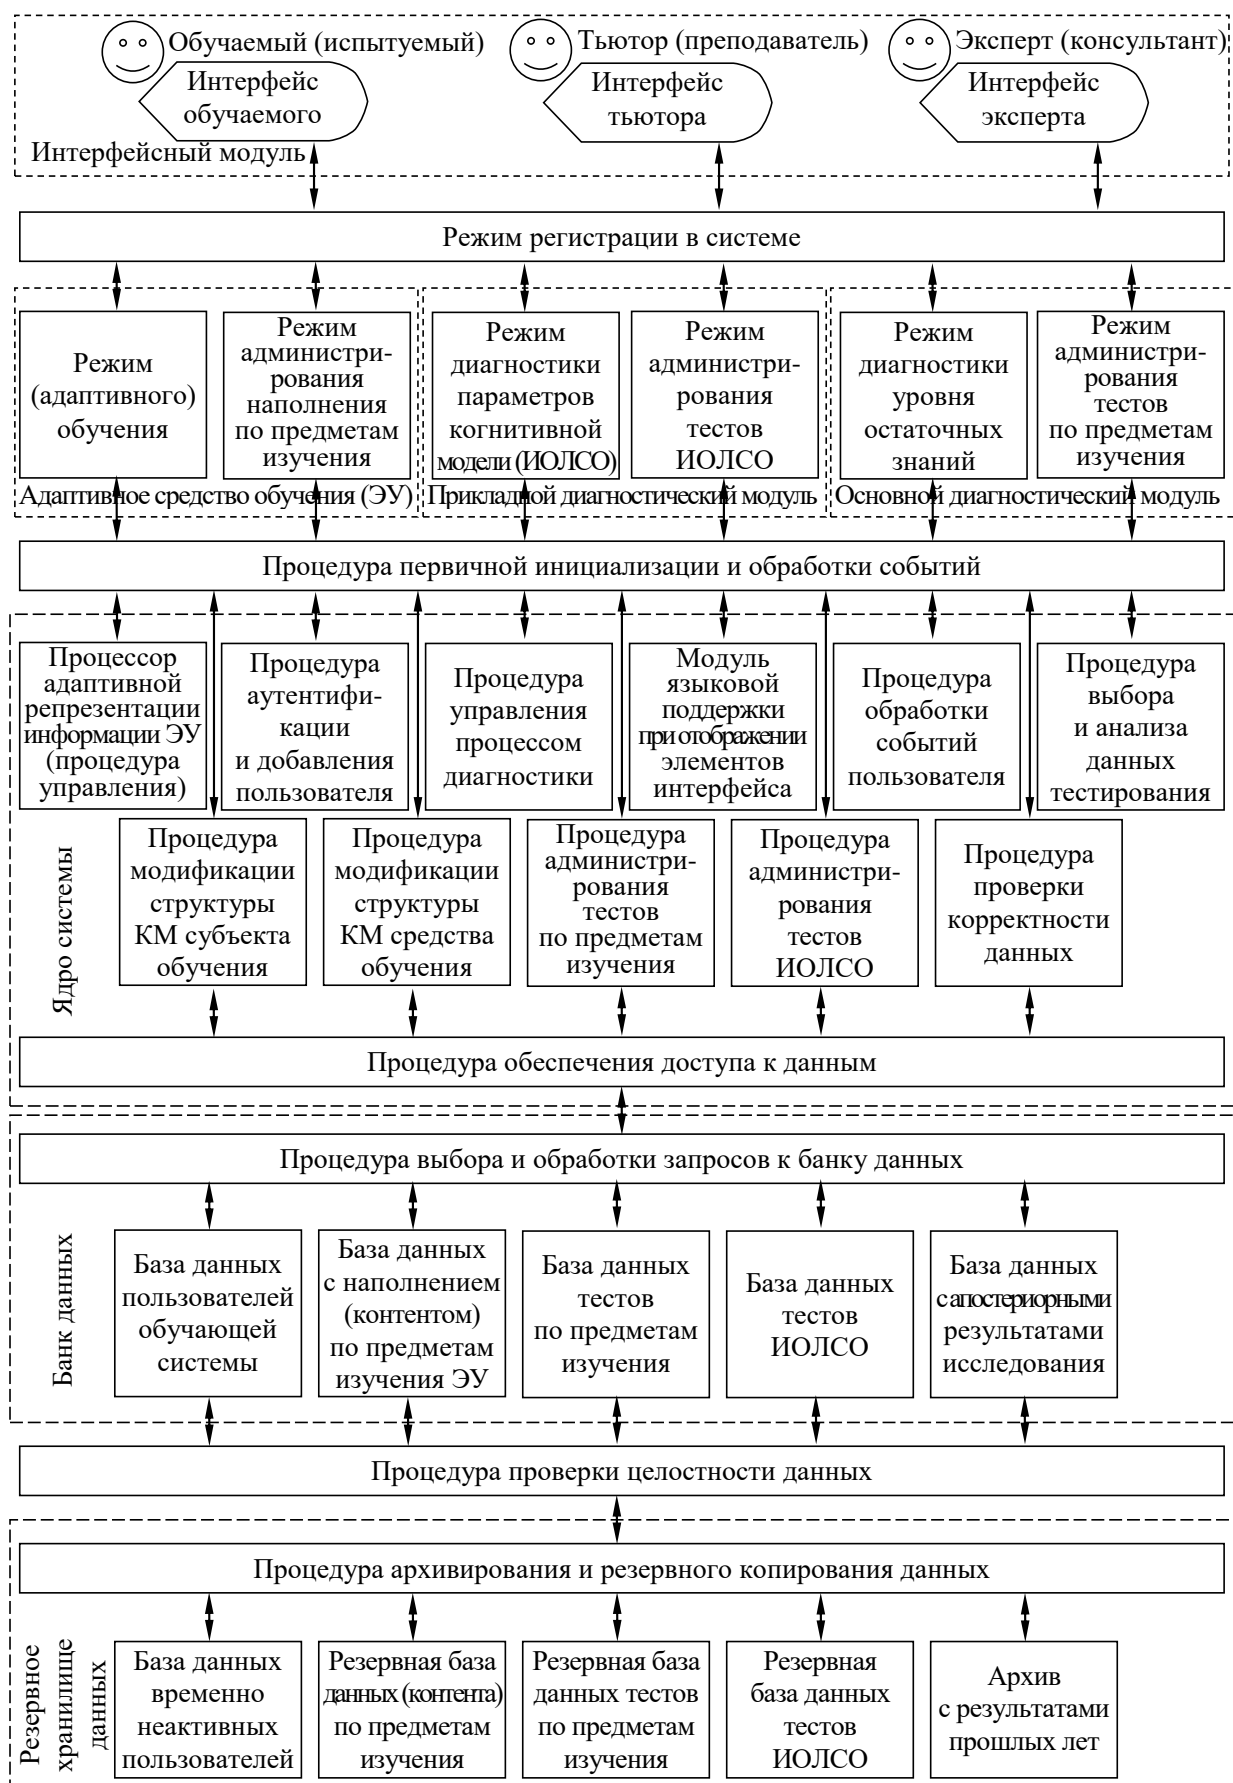 Обучаемый (испытуемый)
Тьютор (преподаватель)
Эксперт (консультант)
Интерфейс
обучаемого
Интерфейс
тьютора
Интерфейс
эксперта
Интерфейсный модуль
Режим регистрации в системе
Режим
(адаптивного)
обучения
Режим
администри-
рования
наполнения
по предметам
изучения
Режим
диагностики
параметров
когнитивной
модели (ИОЛСО)
Режим
администри-
рования
тестов
ИОЛСО
Режим
диагностики
уровня
остаточных
знаний
Режим
администри-
рования
тестов
по предметам
изучения
Адаптивное средство обучения (ЭУ)
Прикладной диагностический модуль
Основной диагностический модуль
Процедура первичной инициализации и обработки событий
Процессор
адаптивной
репрезентации
информации ЭУ
(процедура
управления)
Процедура
аутентифи-
кации
и добавления
пользователя
Процедура
управления
процессом
диагностики
Модуль
языковой
поддержки
при отображении
элементов
интерфейса
Процедура
обработки
событий
пользователя
Процедура
выбора
и анализа
данных
тестирования
Ядро системы
Процедура
модификации
структуры
КМ субъекта
обучения
Процедура
модификации
структуры
КМ средства
обучения
Процедура
администри-
рования
тестов
по предметам
изучения
Процедура
администри-
рования
тестов
ИОЛСО
Процедура
проверки
корректности
данных
Процедура обеспечения доступа к данным
Процедура выбора и обработки запросов к банку данных
Банк данных
База данных
пользователей
обучающей
системы
База данных
с наполнением
(контентом)
по предметам
изучения ЭУ
База данных
тестов
по предметам
изучения
База данных
тестов
ИОЛСО
База данных
с апостериорными
результатами
исследования
Процедура проверки целостности данных
Процедура архивирования и резервного копирования данных
Резервное
хранилище
данных
База данных
временно
неактивных
пользователей
Резервная база
данных (контента)
по предметам
изучения
Резервная база
данных тестов
по предметам
изучения
Резервная
база данных
тестов
ИОЛСО
Архив
с результатами
прошлых лет